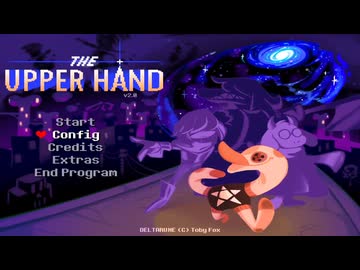 THE
UPPER HAND
v2.0
Start
Config
Credits
Extras
End Program
DELTARUNE (C) Toby Fox